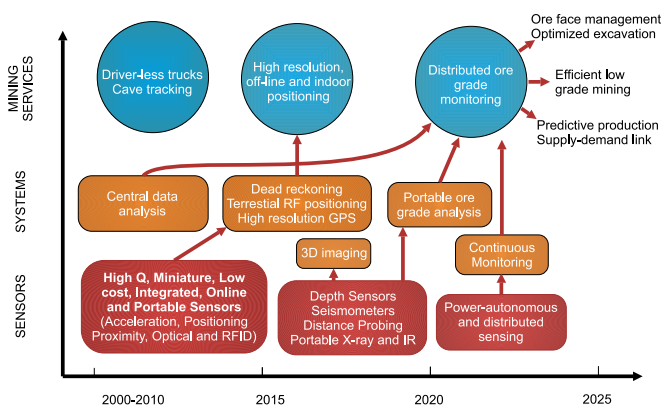 MINING
SERVICES
Driver-less trucks
Cave tracking
High resolution,
off-line and indoor
positioning
Distributed ore
grade
monitoring
Ore face management
Optimized excavation
Efficient low
grade mining
Predictive production
Supply-demand link
SYSTEMS
Central data
analysis
Dead reckoning
Terrestrial RF positioning
High resolution GPS
Portable ore
grade analysis
3D imaging
Continuous
Monitoring
SENSORS
High Q, Miniature, Low
cost, Integrated, Online
and Portable Sensors
(Acceleration, Positioning
Proximity, Optical and RFID)
Depth Sensors
Seismometers
Distance Probing
Portable X-ray and IR
Power-autonomous
and distributed
sensing
2000-2010
2015
2020
2025